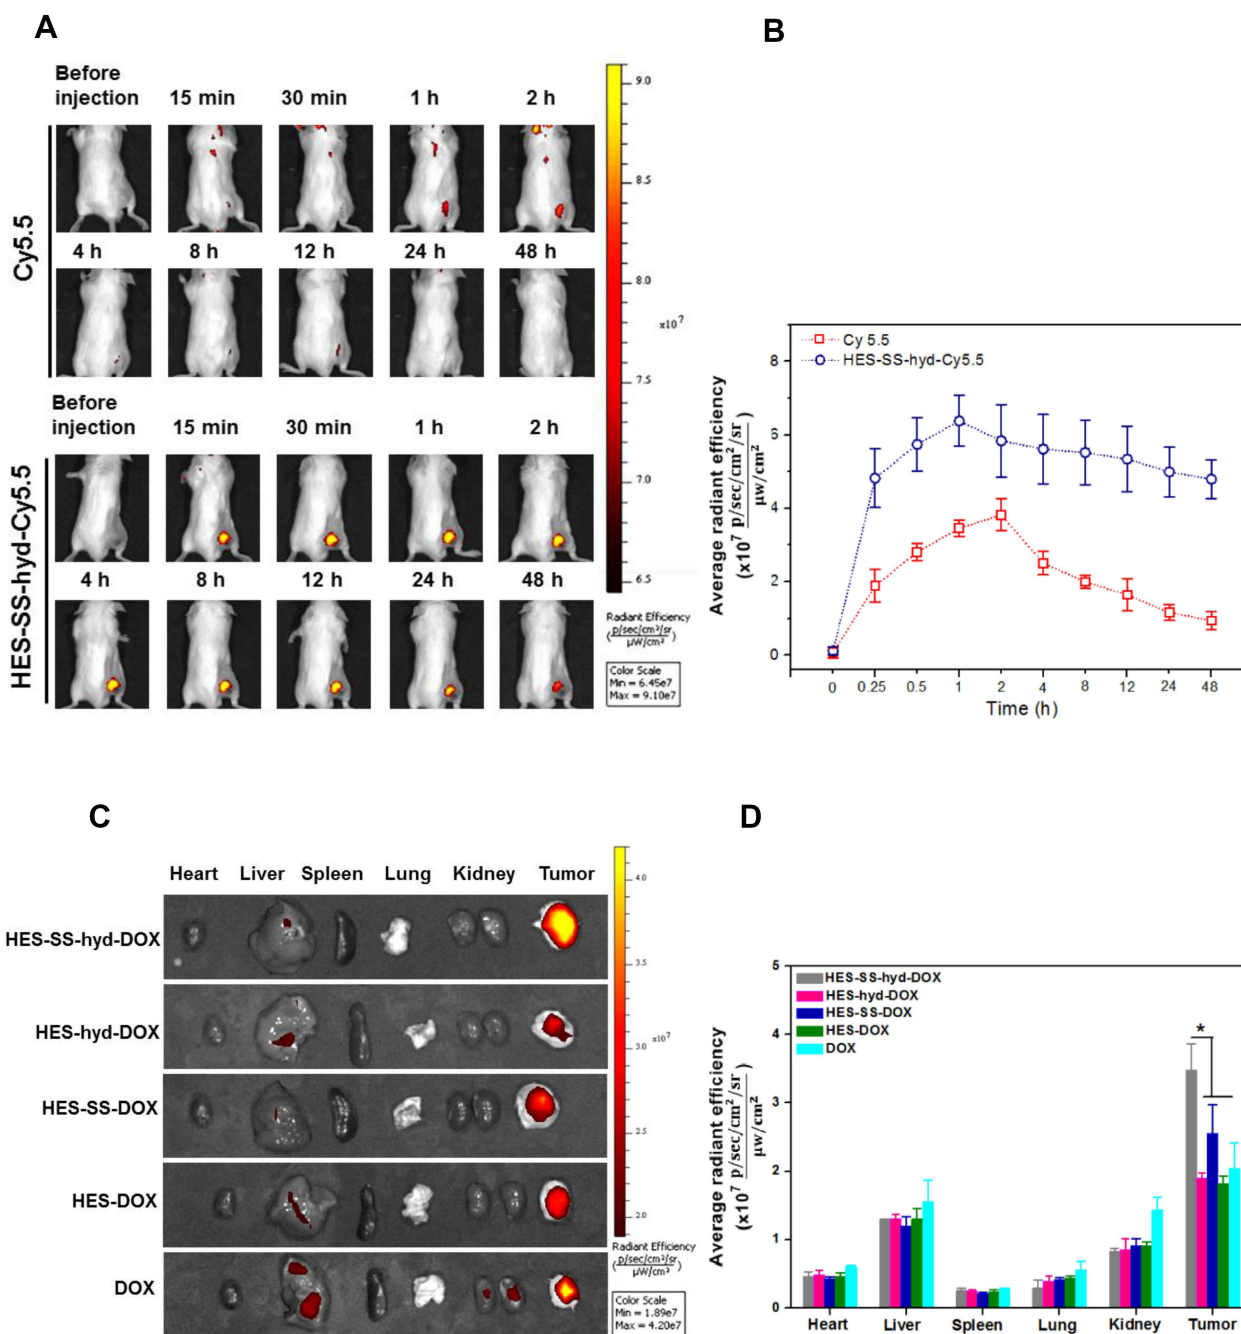 A
Before
injection
15 min
30 min
1 h
2 h
Cy5.5
4 h
8 h
12 h
24 h
48 h
Before
injection
15 min
30 min
1 h
2 h
HES-SS-hyd-Cy5.5
4 h
8 h
12 h
24 h
48 h
9.0
8.5
8.0
x10^7
7.5
7.0
6.5
Radiant Efficiency
(p/sec/cm²/sr / µW/cm²)
Color Scale
Min = 6.45e7
Max = 9.10e7
B
Cy 5.5
HES-SS-hyd-Cy5.5
Average radiant efficiency
(x10^7 p/sec/cm²/sr / µw/cm²)
8
6
4
2
0
0 0.25 0.5 1 2 4 8 12 24 48
Time (h)
C
Heart Liver Spleen Lung Kidney Tumor
HES-SS-hyd-DOX
HES-hyd-DOX
HES-SS-DOX
HES-DOX
DOX
4.0
3.5
3.0
x10^7
2.5
2.0
Radiant Efficiency
(p/sec/cm²/sr / µW/cm²)
Color Scale
Min = 1.89e7
Max = 4.20e7
D
HES-SS-hyd-DOX
HES-hyd-DOX
HES-SS-DOX
HES-DOX
DOX
*
Average radiant efficiency
(x10^7 p/sec/cm²/sr / µw/cm²)
5
4
3
2
1
0
Heart Liver Spleen Lung Kidney Tumor